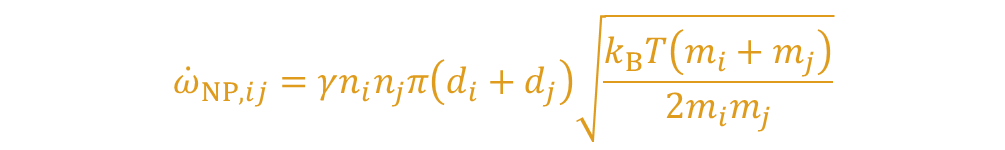 ω̇_NP,ij = γn_i n_j π(d_i + d_j)√(k_B T(m_i + m_j) / 2m_i m_j)